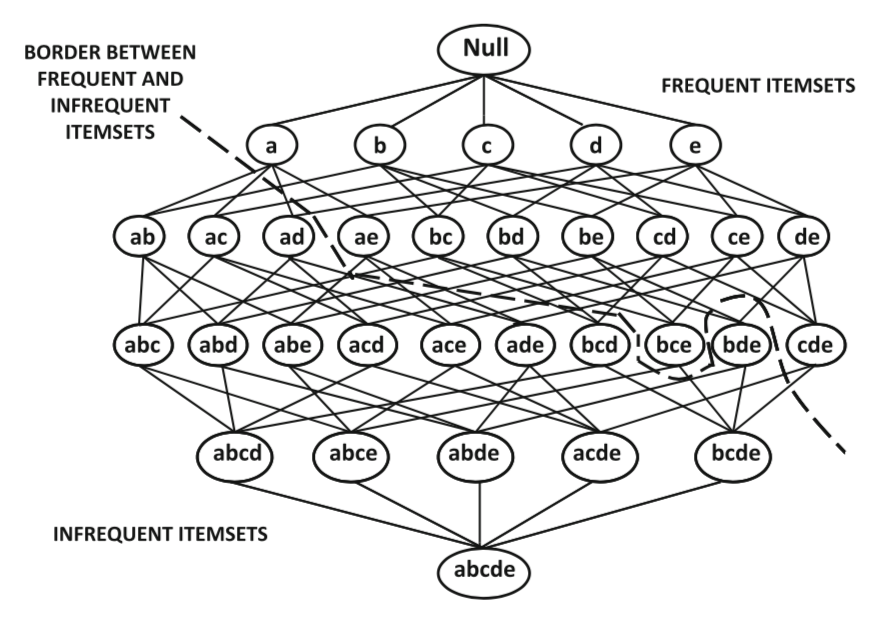 Null
BORDER BETWEEN
FREQUENT AND
INFREQUENT
ITEMSETS
FREQUENT ITEMSETS
a b c d e
ab ac ad ae bc bd be cd ce de
abc abd abe acd ace ade bcd bce bde cde
abcd abce abde acde bcde
INFREQUENT ITEMSETS
abcde